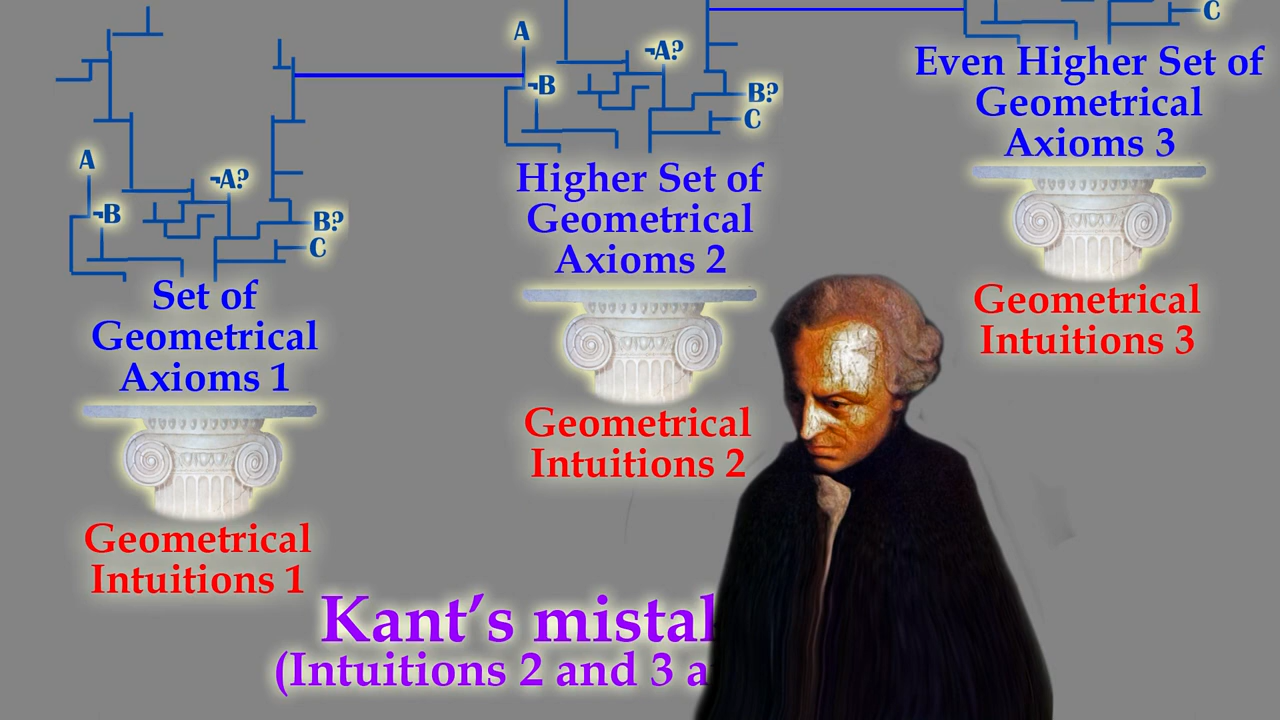 A
¬B
¬A?
B?
C
Set of
Geometrical
Axioms 1
Geometrical
Intuitions 1
A
¬B
¬A?
B?
C
Higher Set of
Geometrical
Axioms 2
Geometrical
Intuitions 2
C
Even Higher Set of
Geometrical
Axioms 3
Geometrical
Intuitions 3
Kant’s
(Intuitions 2 and 3